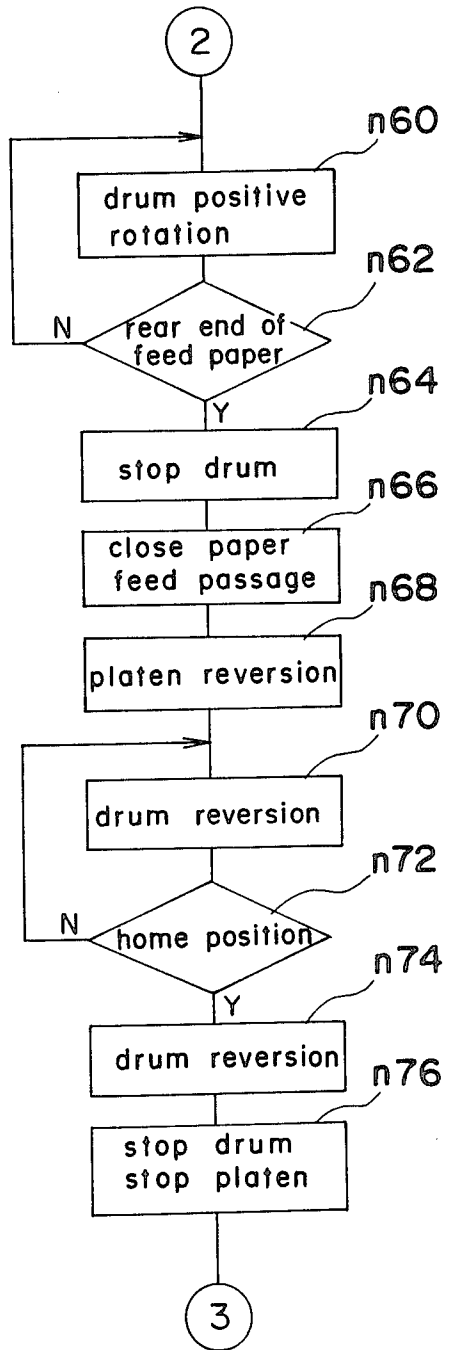 2
n60
drum positive
rotation
n62
rear end of
feed paper
N
Y
n64
stop drum
n66
close paper
feed passage
n68
platen reversion
n70
drum reversion
n72
home position
N
Y
n74
drum reversion
n76
stop drum
stop platen
3